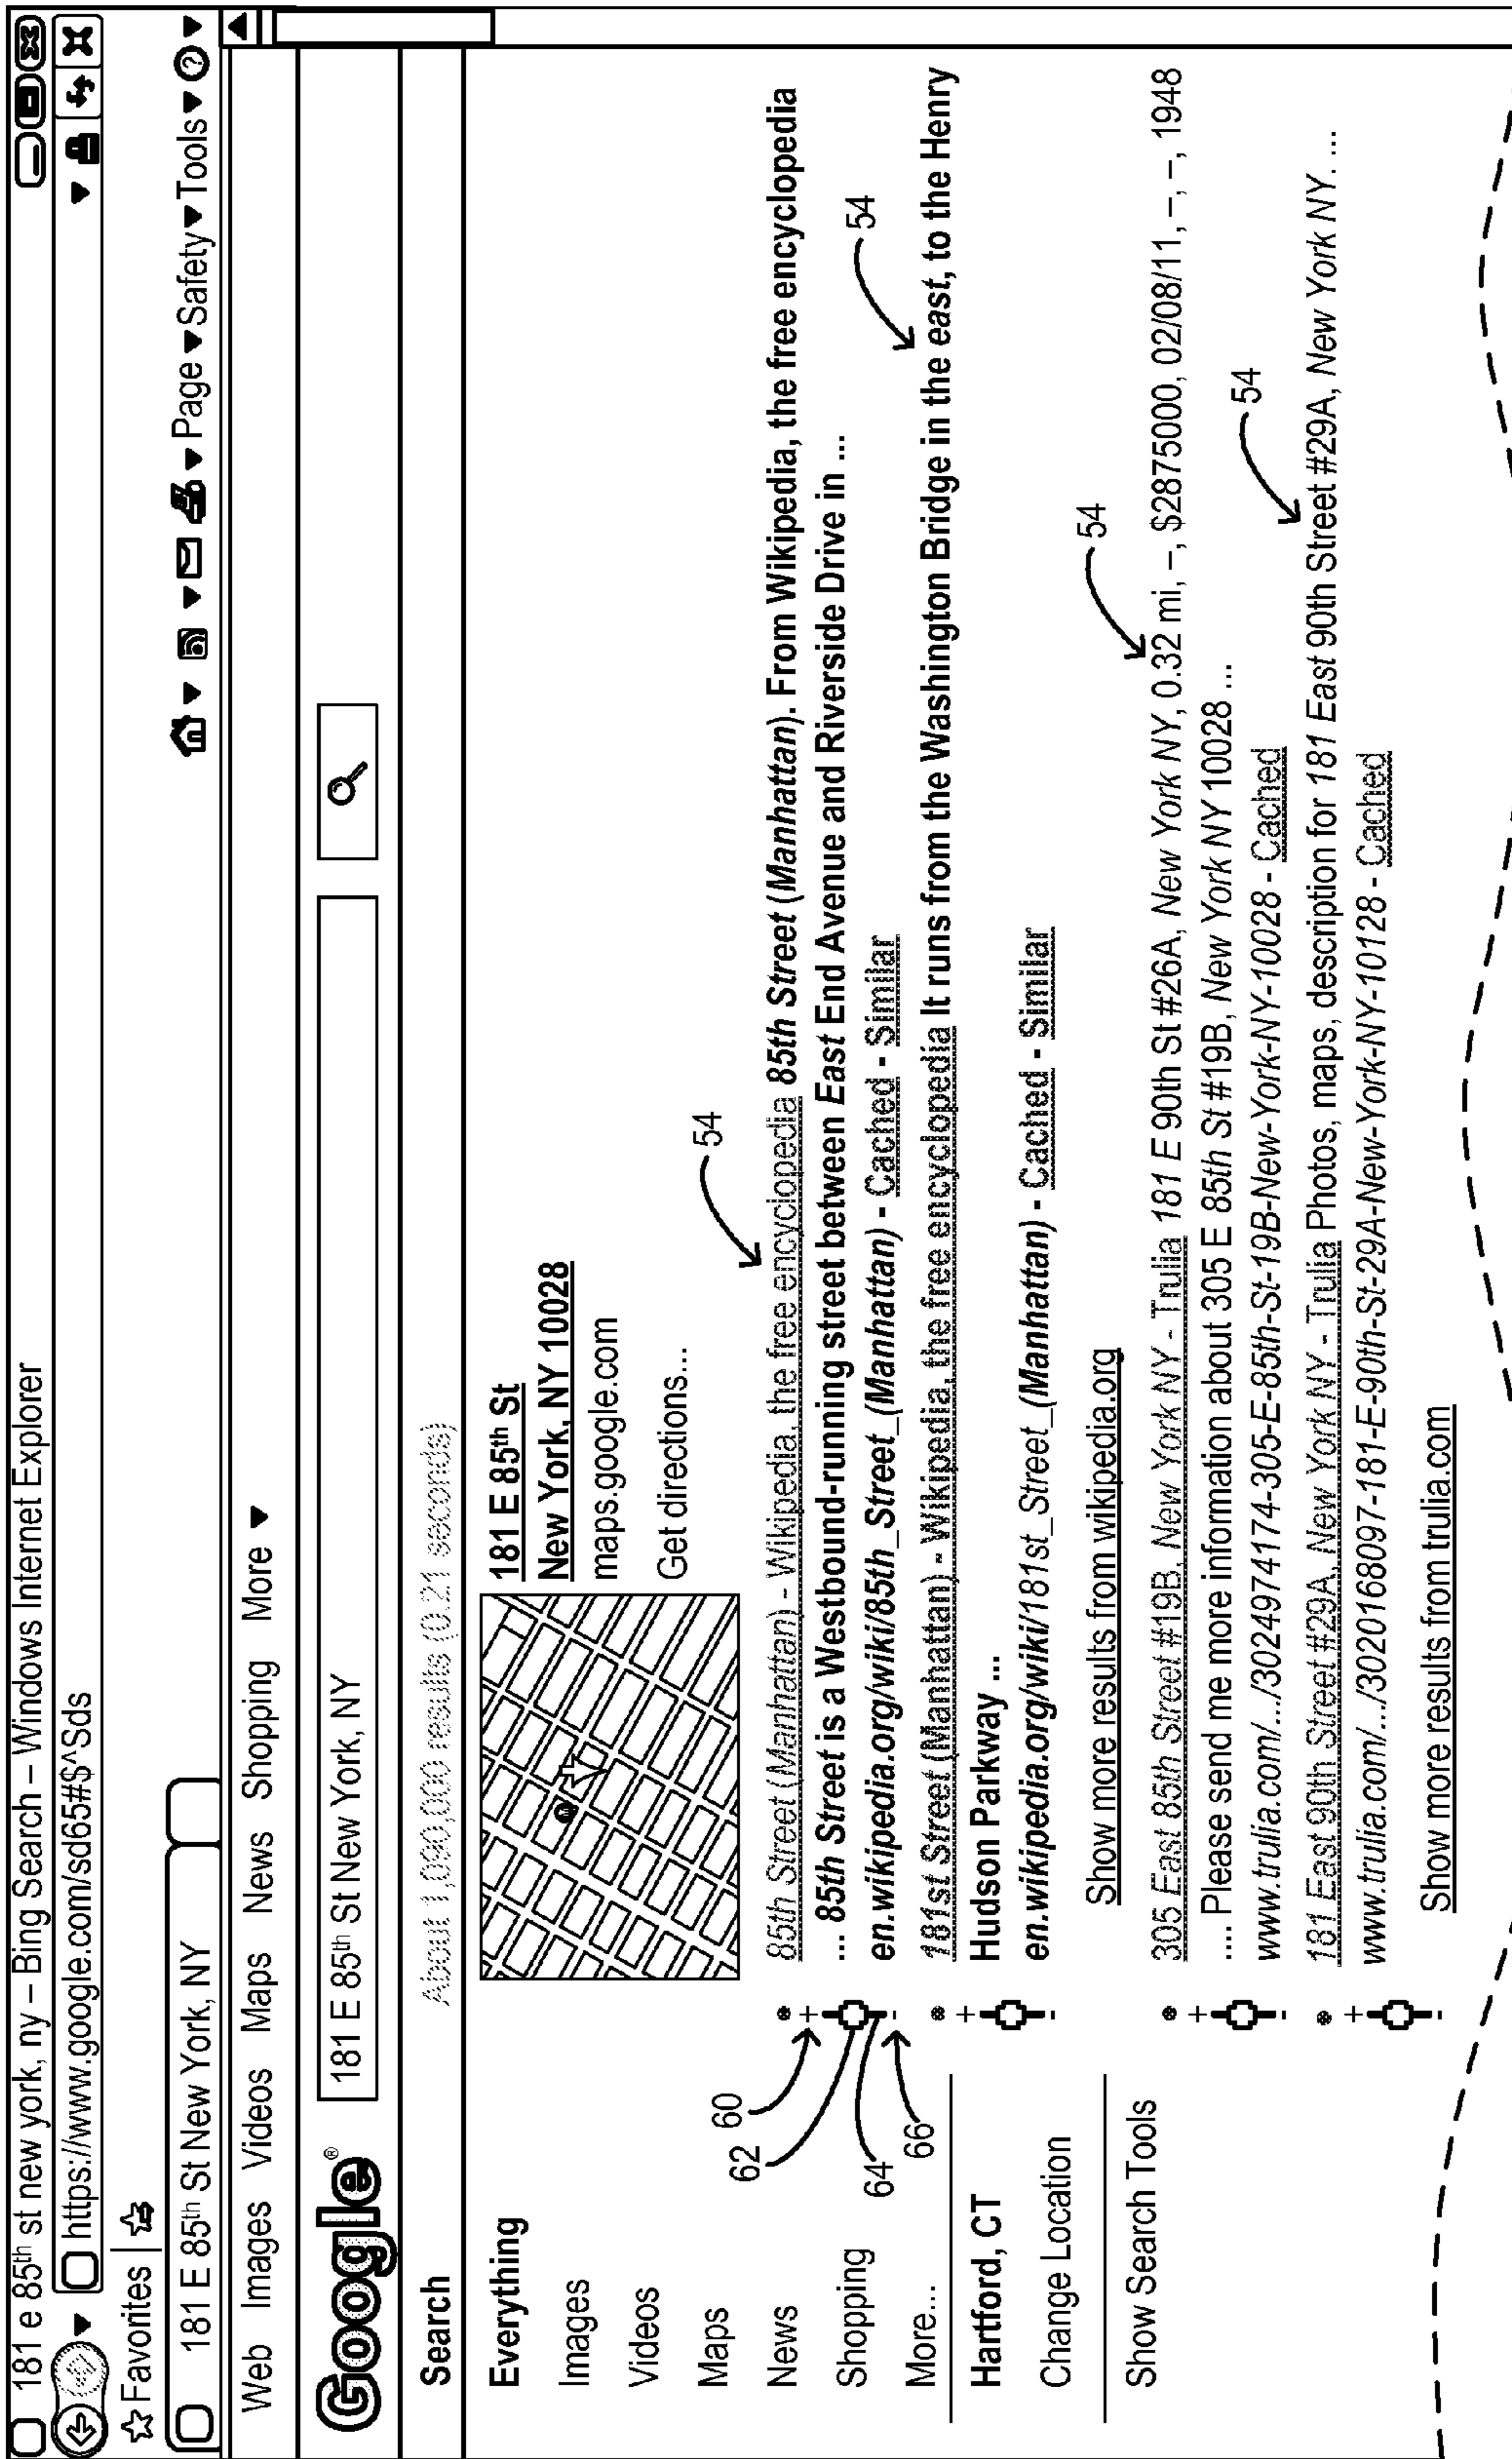 181 e 85th st new york, ny – Bing Search – Windows Internet Explorer
https://www.google.com/sd65#$^Sds
Favorites
Page Safety Tools
181 E 85th St New York, NY
Web Images Videos Maps News Shopping More
Google®
181 E 85th St New York, NY
Search
About 1,090,000 results (0.21 seconds)
Everything
Images
Videos
Maps
News
Shopping
More...
Hartford, CT
Change Location
Show Search Tools
181 E 85th St
New York, NY 10028
maps.google.com
Get directions...
54
60
62
64
66
85th Street (Manhattan) - Wikipedia, the free encyclopedia 85th Street (Manhattan). From Wikipedia, the free encyclopedia
... 85th Street is a Westbound-running street between East End Avenue and Riverside Drive in ...
en.wikipedia.org/wiki/85th_Street_(Manhattan) - Cached - Similar
54
181st Street (Manhattan) - Wikipedia, the free encyclopedia It runs from the Washington Bridge in the east, to the Henry
Hudson Parkway ...
en.wikipedia.org/wiki/181st_Street_(Manhattan) - Cached - Similar
Show more results from wikipedia.org
54
305 East 85th Street #19B, New York NY - Trulia 181 E 90th St #26A, New York NY, 0.32 mi, –, $2875000, 02/08/11, –, –, 1948
.... Please send me more information about 305 E 85th St #19B, New York NY 10028 ...
www.trulia.com/.../3024974174-305-E-85th-St-19B-New-York-NY-10028 - Cached
54
181 East 90th Street #29A, New York NY - Trulia Photos, maps, description for 181 East 90th Street #29A, New York NY. ...
www.trulia.com/.../3020168097-181-E-90th-St-29A-New-York-NY-10128 - Cached
Show more results from trulia.com